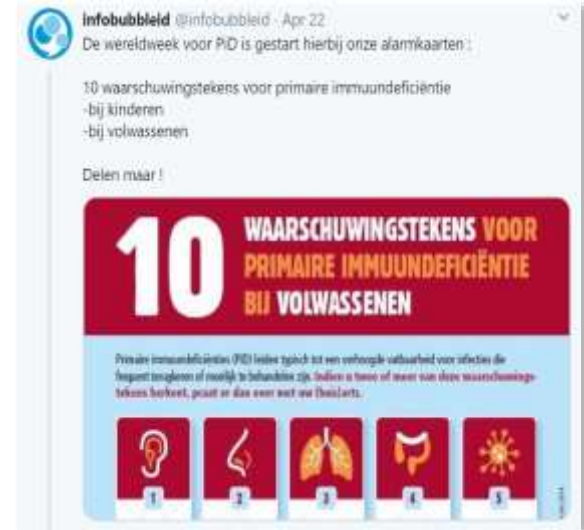 infobubbleid @infobubbleid · Apr 22
De wereldweek voor PiD is gestart hierbij onze alarmkaarten :
10 waarschuwingstekens voor primaire immuundeficiëntie
-bij kinderen
-bij volwassenen
Delen maar !
10
WAARSCHUWINGSTEKENS VOOR
PRIMAIRE IMMUUNDEFICIËNTIE
BIJ VOLWASSENEN
Primaire immuundeficiënties (PID) leiden typisch tot een verhoogde vatbaarheid voor infecties die
frequent terugkeren of moeilijk te behandelen zijn. Indien u twee of meer van deze waarschuwings-
tekens herkent, praat er dan over met uw (huis)arts.
1 2 3 4 5